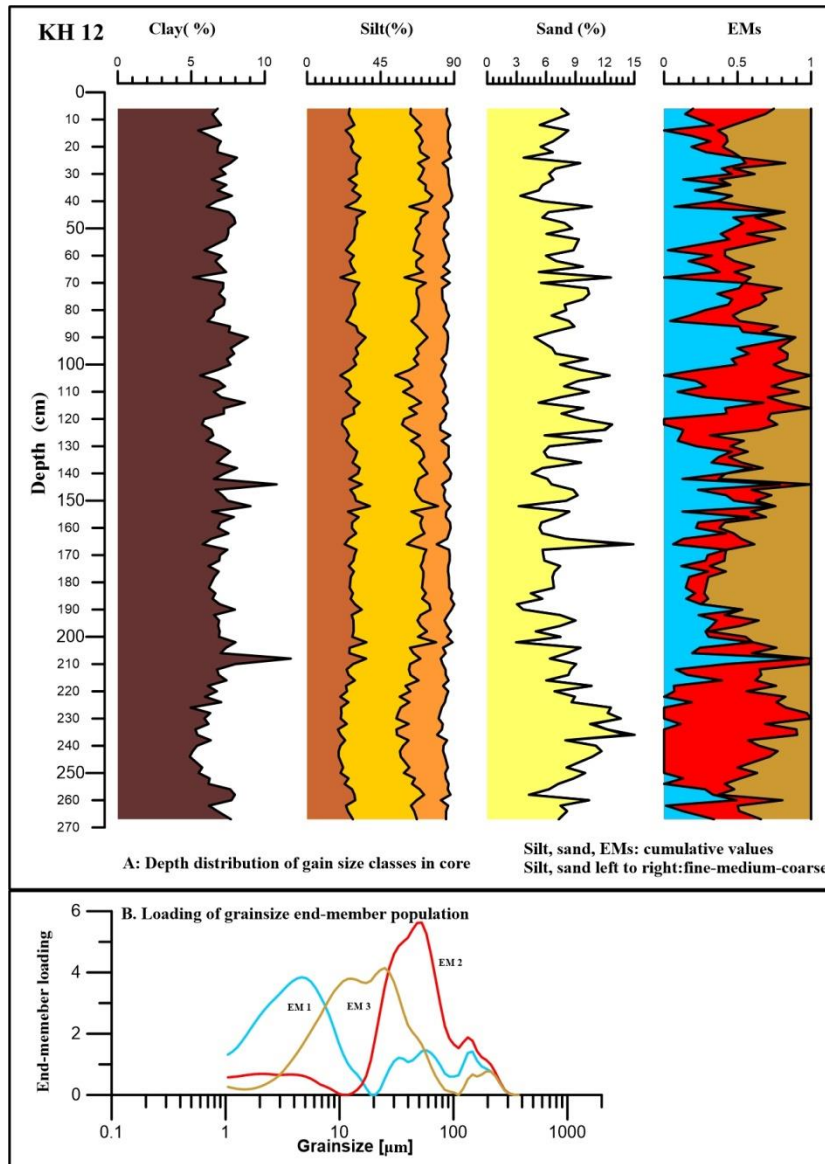 KH 12
Clay( %)
Silt(%)
Sand (%)
EMs
0 5 10
0 45 90
0 3 6 9 12 15
0 0.5 1
Depth (cm)
0
10
20
30
40
50
60
70
80
90
100
110
120
130
140
150
160
170
180
190
200
210
220
230
240
250
260
270
A: Depth distribution of gain size classes in core
Silt, sand, EMs: cumulative values
Silt, sand left to right:fine-medium-coarse
B. Loading of grainsize end-member population
End-memeber loading
6
4
2
0
EM 1
EM 3
EM 2
0.1 1 10 100 1000
Grainsize [µm]